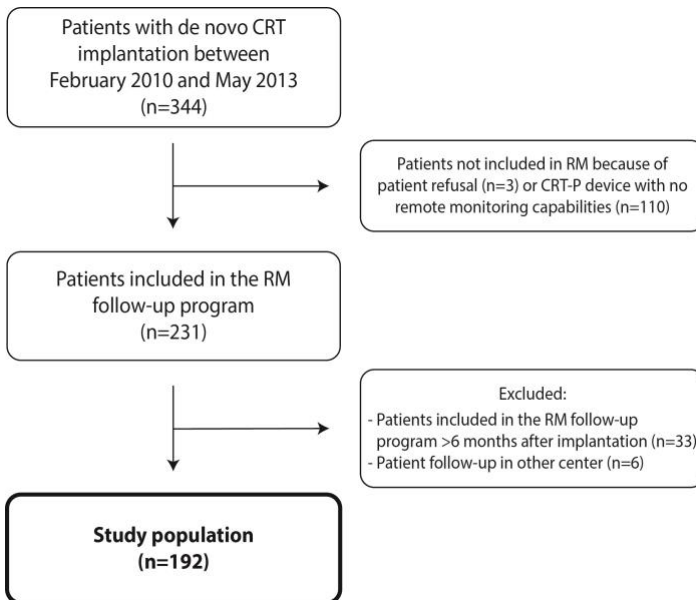 Patients with de novo CRT
implantation between
February 2010 and May 2013
(n=344)
Patients not included in RM because of
patient refusal (n=3) or CRT-P device with no
remote monitoring capabilities (n=110)
Patients included in the RM
follow-up program
(n=231)
Excluded:
- Patients included in the RM follow-up
program >6 months after implantation (n=33)
- Patient follow-up in other center (n=6)
Study population
(n=192)